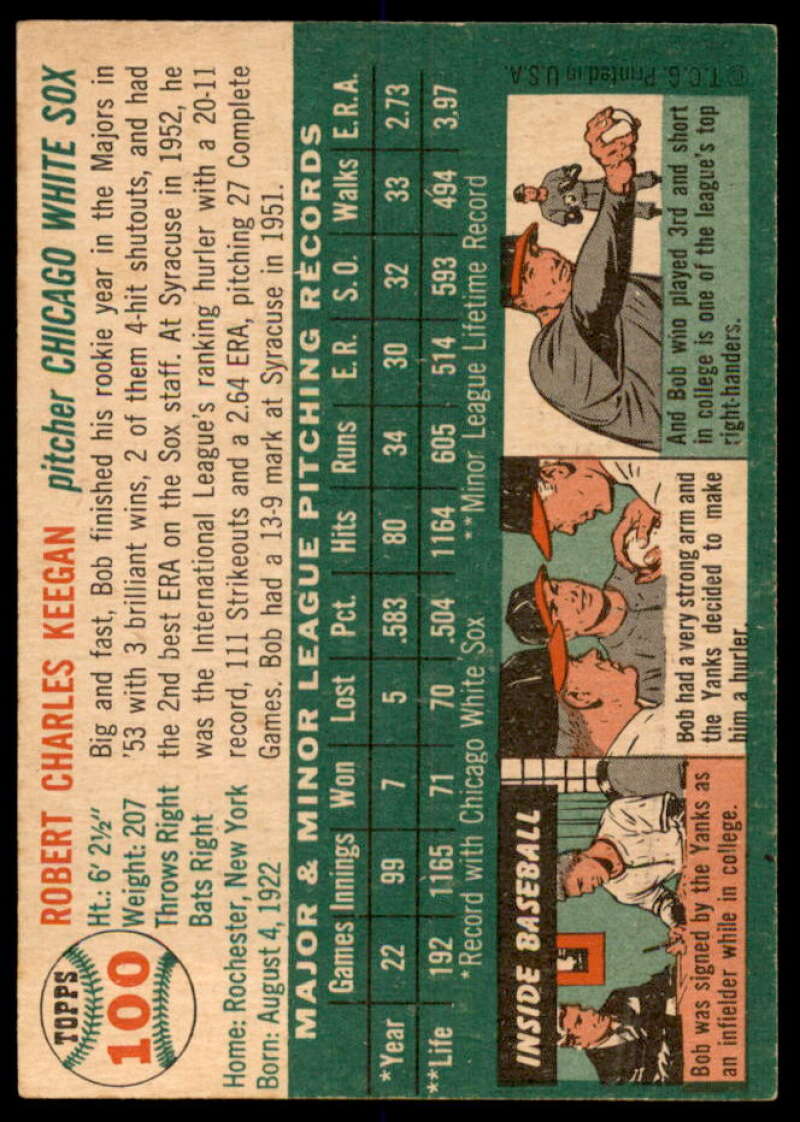 TOPPS
100
ROBERT CHARLES KEEGAN pitcher CHICAGO WHITE SOX
Ht.: 6' 2½"
Weight: 207
Throws Right
Bats Right
Home: Rochester, New York
Born: August 4, 1922
Big and fast, Bob finished his rookie year in the Majors in
'53 with 3 brilliant wins, 2 of them 4-hit shutouts, and had
the 2nd best ERA on the Sox staff. At Syracuse in 1952, he
was the International League's ranking hurler with a 20-11
record, 111 Strikeouts and a 2.64 ERA, pitching 27 Complete
Games. Bob had a 13-9 mark at Syracuse in 1951.
MAJOR & MINOR LEAGUE PITCHING RECORDS
Games Innings Won Lost Pct. Hits Runs E.R. S.O. Walks E.R.A.
*Year 22 99 7 5 .583 80 34 30 32 33 2.73
**Life 192 1165 71 70 .504 1164 605 514 593 494 3.97
*Record with Chicago White Sox **Minor League Lifetime Record
INSIDE BASEBALL
Bob was signed by the Yanks as
an infielder while in college.
Bob had a very strong arm and
the Yanks decided to make
him a hurler.
And Bob who played 3rd and short
in college is one of the league's top
right-handers.
© T.C.G. Printed in U.S.A.